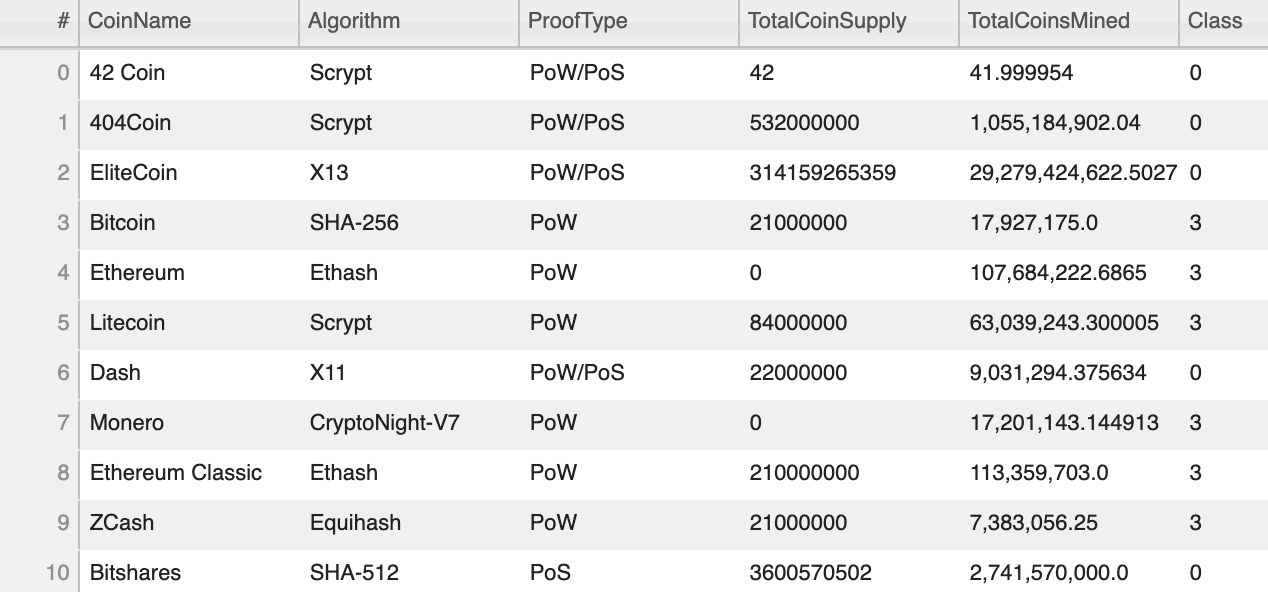 # CoinName Algorithm ProofType TotalCoinSupply TotalCoinsMined Class
0 42 Coin Scrypt PoW/PoS 42 41.999954 0
1 404Coin Scrypt PoW/PoS 532000000 1,055,184,902.04 0
2 EliteCoin X13 PoW/PoS 314159265359 29,279,424,622.5027 0
3 Bitcoin SHA-256 PoW 21000000 17,927,175.0 3
4 Ethereum Ethash PoW 0 107,684,222.6865 3
5 Litecoin Scrypt PoW 84000000 63,039,243.300005 3
6 Dash X11 PoW/PoS 22000000 9,031,294.375634 0
7 Monero CryptoNight-V7 PoW 0 17,201,143.144913 3
8 Ethereum Classic Ethash PoW 210000000 113,359,703.0 3
9 ZCash Equihash PoW 21000000 7,383,056.25 3
10 Bitshares SHA-512 PoS 3600570502 2,741,570,000.0 0